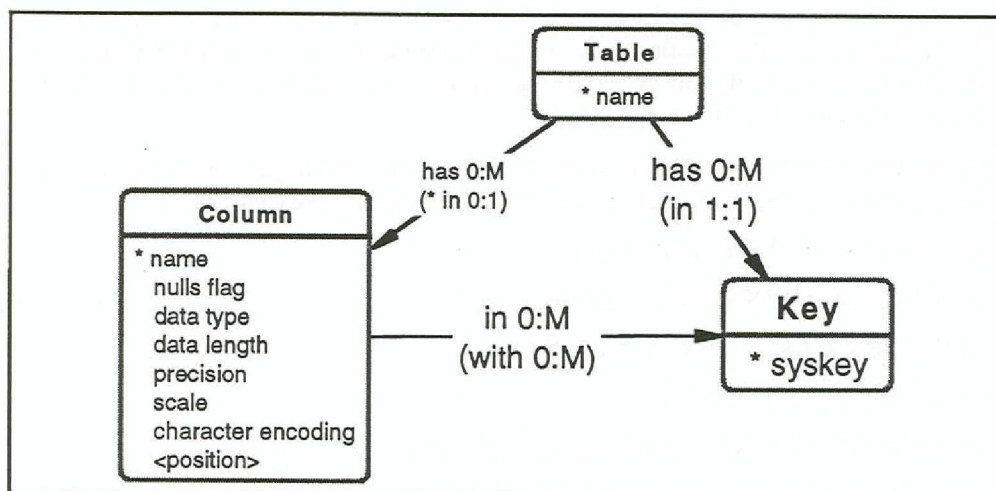 Table
* name
has 0:M
(* in 0:1)
has 0:M
(in 1:1)
Column
* name
nulls flag
data type
data length
precision
scale
character encoding
<position>
in 0:M
(with 0:M)
Key
* syskey